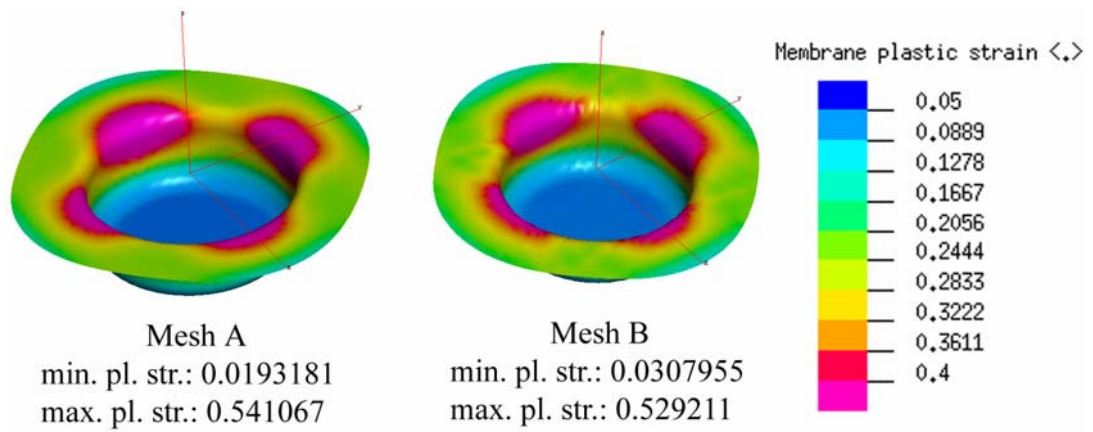 Membrane plastic strain <.>
0.05
0.0889
0.1278
0.1667
0.2056
0.2444
0.2833
0.3222
0.3611
0.4
Mesh A
min. pl. str.: 0.0193181
max. pl. str.: 0.541067
Mesh B
min. pl. str.: 0.0307955
max. pl. str.: 0.529211